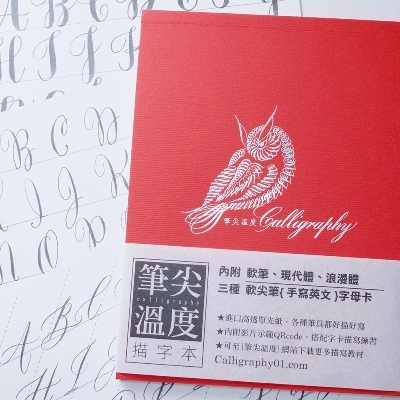 B C D
I J K
筆尖溫度 Calligraphy
筆尖
calligraphy
溫度
描字本
內附 軟筆、現代體、浪漫體
三種 軟尖筆{ 手寫英文 }字母卡
★進口高透單光紙、各種筆具都好描好寫
★內附影片示範QRcode、搭配字卡描練習
★可至{筆尖溫度}網站下載更多描寫教材
Calligraphy01.com